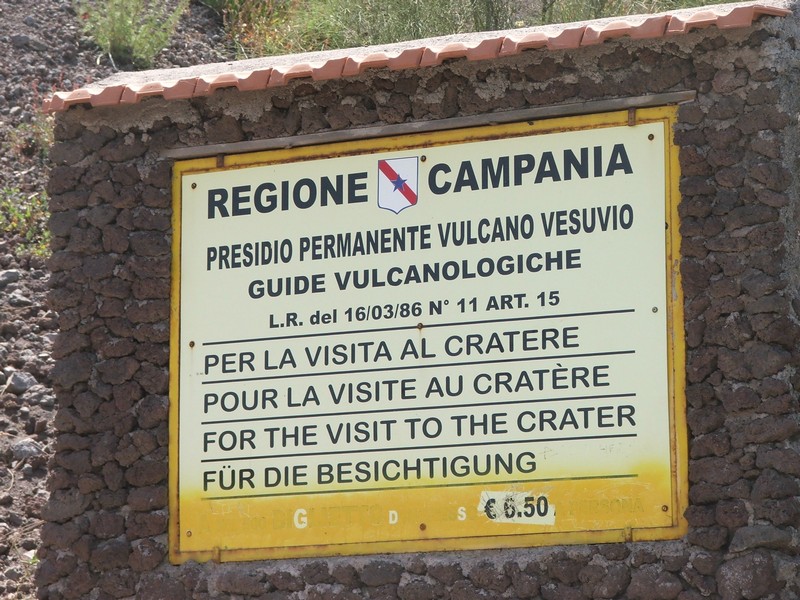 REGIONE CAMPANIA
PRESIDIO PERMANENTE VULCANO VESUVIO
GUIDE VULCANOLOGICHE
L.R. del 16/03/86 N° 11 ART. 15
PER LA VISITA AL CRATERE
POUR LA VISITE AU CRATÈRE
FOR THE VISIT TO THE CRATER
FÜR DIE BESICHTIGUNG
G D S € 6.50